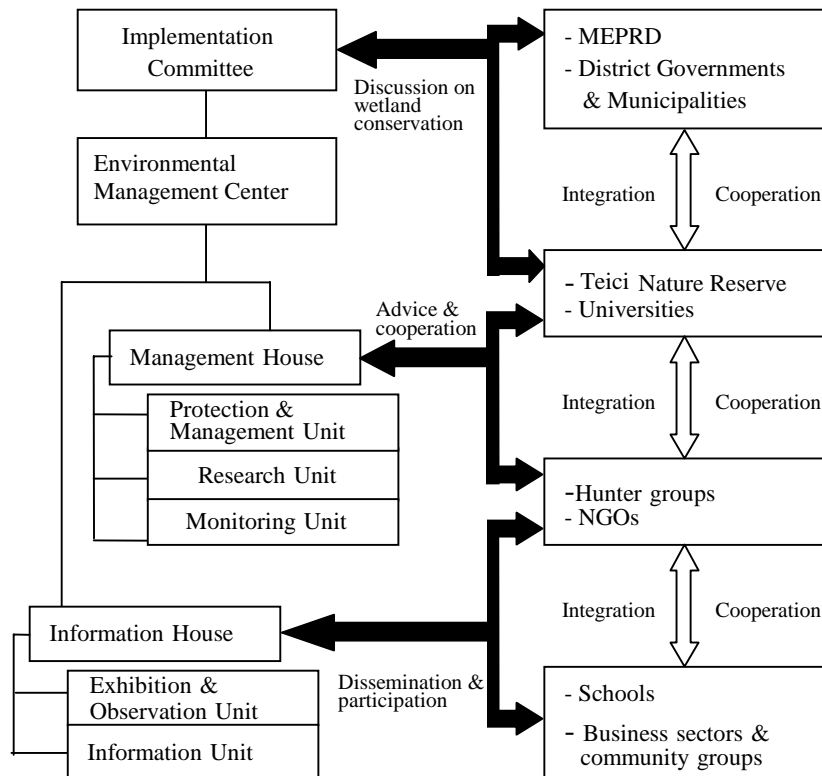 Implementation
Committee
Discussion on
wetland
conservation
- MEPRD
- District Governments
& Municipalities
Environmental
Management Center
Integration
Cooperation
- Teici Nature Reserve
- Universities
Advice &
cooperation
Management House
Protection &
Management Unit
Research Unit
Monitoring Unit
Integration
Cooperation
-Hunter groups
- NGOs
Information House
Exhibition &
Observation Unit
Information Unit
Dissemination &
participation
Integration
Cooperation
- Schools
- Business sectors &
community groups